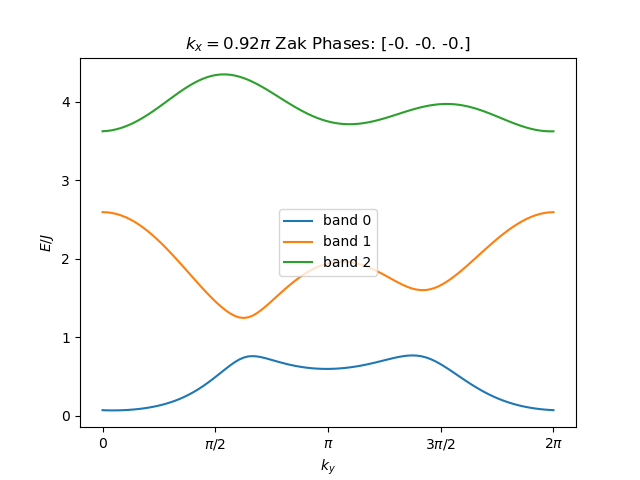 $k_x = 0.92\pi$ Zak Phases: [-0. -0. -0.]
E/J
4
3
2
1
0
band 0
band 1
band 2
0
π/2
π
3π/2
2π
$k_y$